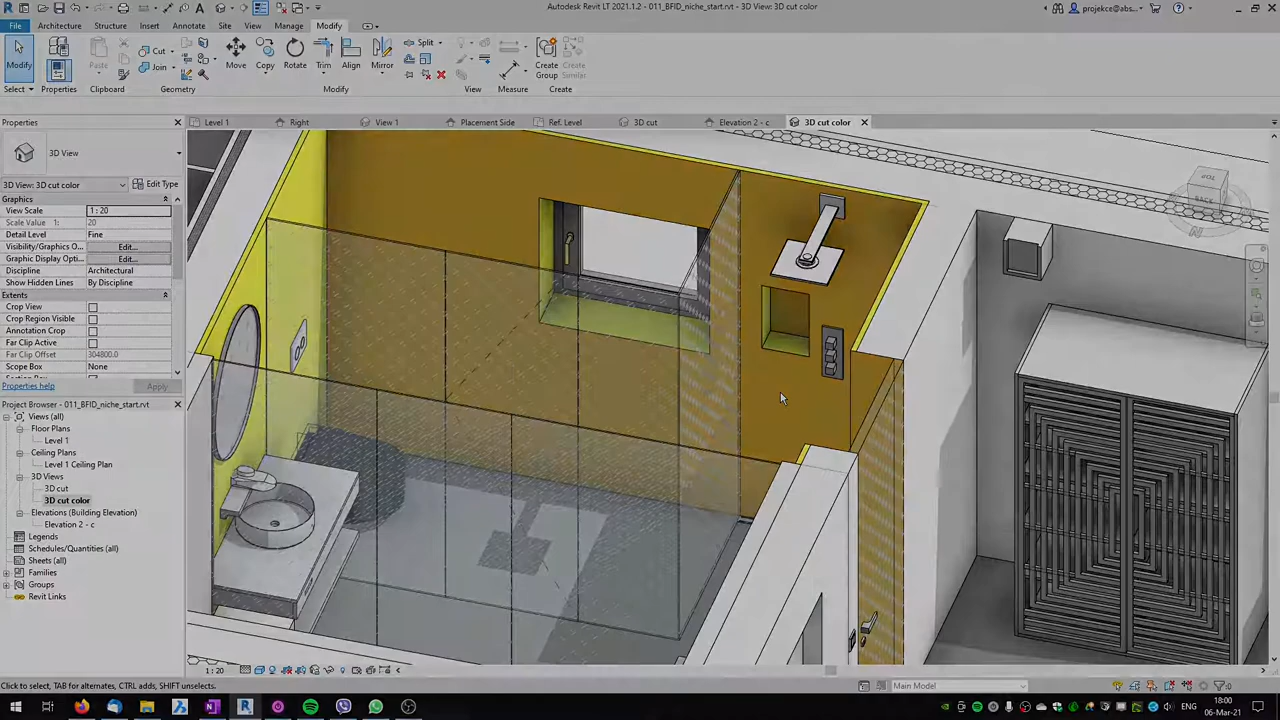 Autodesk Revit LT 2021.1.2 - 011_BFID_niche_start.rvt - 3D View: 3D cut color
projekce@abs...
File Architecture Structure Insert Annotate Site View Manage Modify
Modify
Select
Properties
Paste
Clipboard
Cut
Join
Geometry
Move
Copy
Rotate
Trim
Align
Mirror
Split
Modify
View
Measure
Create Group
Create Similar
Create
Properties
Level 1
Right
View 1
Placement Side
Ref. Level
3D cut
Elevation 2 - c
3D cut color
3D View
3D View: 3D cut color
Edit Type
Graphics
View Scale 1 : 20
Scale Value 1: 20
Detail Level Fine
Visibility/Graphics O... Edit...
Graphic Display Opti... Edit...
Discipline Architectural
Show Hidden Lines By Discipline
Extents
Crop View
Crop Region Visible
Annotation Crop
Far Clip Active
Far Clip Offset 304800.0
Scope Box None
Properties help
Apply
Project Browser - 011_BFID_niche_start.rvt
Views (all)
Floor Plans
Level 1
Ceiling Plans
Level 1 Ceiling Plan
3D Views
3D cut
3D cut color
Elevations (Building Elevation)
Elevation 2 - c
Legends
Schedules/Quantities (all)
Sheets (all)
Families
Groups
Revit Links
TOP
BACK
1 : 20
Click to select, TAB for alternates, CTRL adds, SHIFT unselects.
Main Model
:0
ENG
18:00
06-Mar-21